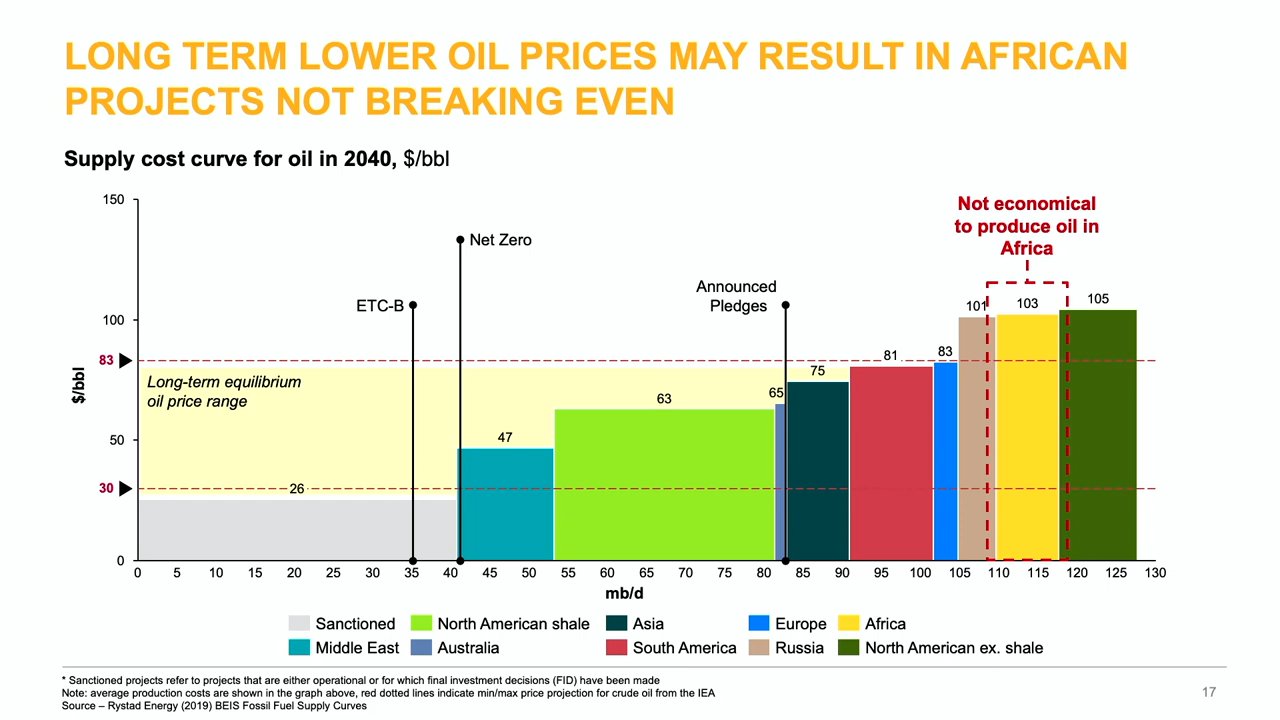 LONG TERM LOWER OIL PRICES MAY RESULT IN AFRICAN
PROJECTS NOT BREAKING EVEN
Supply cost curve for oil in 2040, $/bbl
150
100
83
50
30
0
$/bbl
Long-term equilibrium
oil price range
ETC-B
Net Zero
Announced
Pledges
Not economical
to produce oil in
Africa
26
47
63
65
75
81
83
101
103
105
0 5 10 15 20 25 30 35 40 45 50 55 60 65 70 75 80 85 90 95 100 105 110 115 120 125 130
mb/d
Sanctioned North American shale Asia Europe Africa
Middle East Australia South America Russia North American ex. shale
* Sanctioned projects refer to projects that are either operational or for which final investment decisions (FID) have been made
Note: average production costs are shown in the graph above, red dotted lines indicate min/max price projection for crude oil from the IEA
Source – Rystad Energy (2019) BEIS Fossil Fuel Supply Curves
17